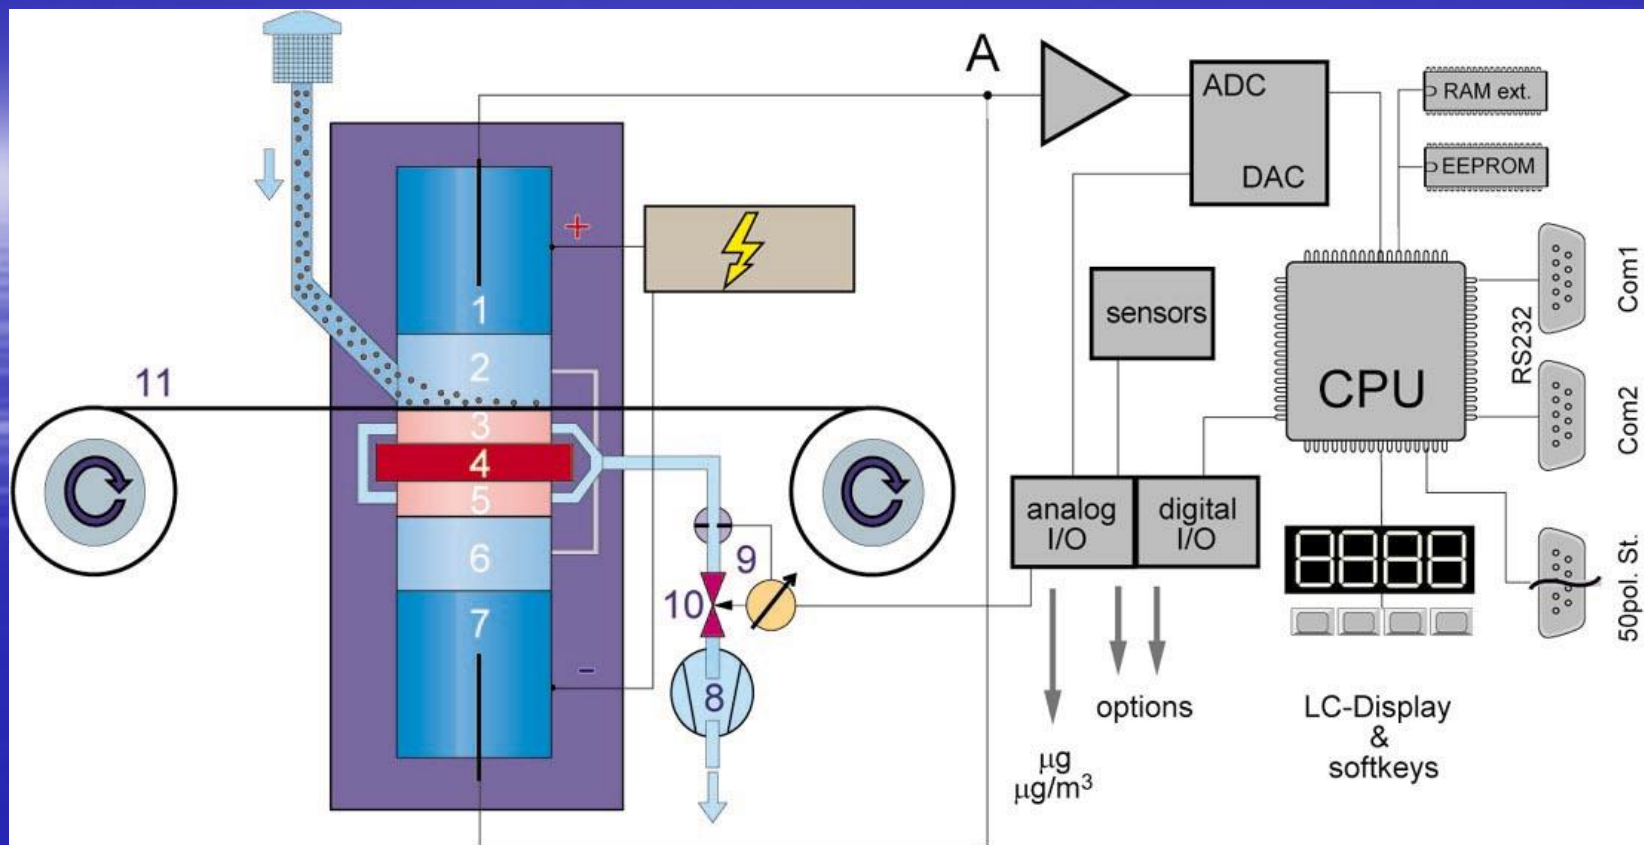 A
ADC
DAC
RAM ext.
EEPROM
+
1
2
3
4
5
6
7
-
11
8
9
10
sensors
CPU
RS232
Com1
Com2
50pol. St.
analog
I/O
digital
I/O
8888
options
µg
µg/m³
LC-Display
&
softkeys